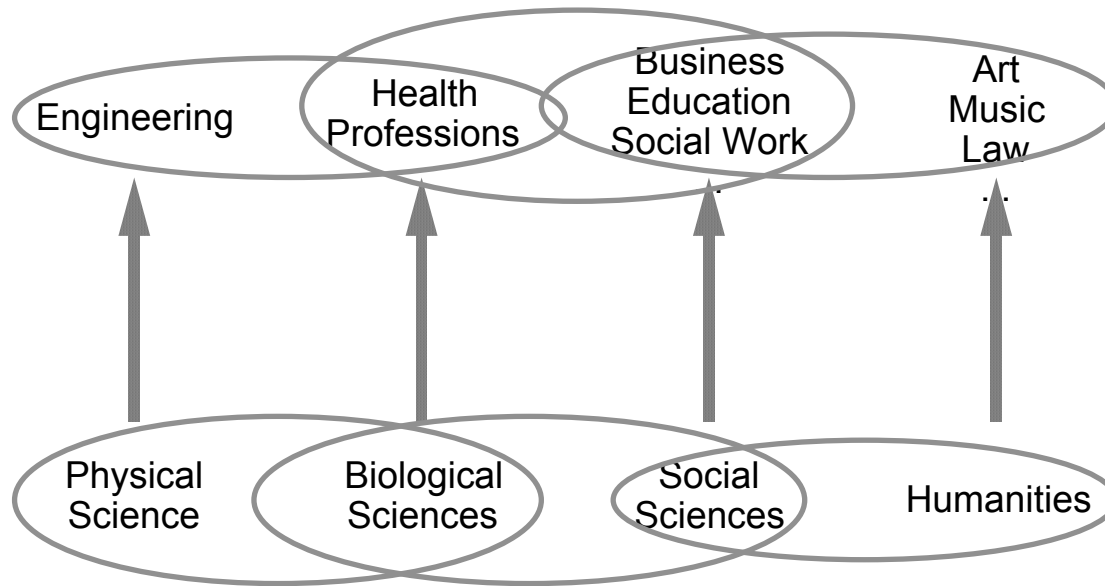 Engineering
Health
Professions
Business
Education
Social Work
Art
Music
Law
...
Physical
Science
Biological
Sciences
Social
Sciences
Humanities